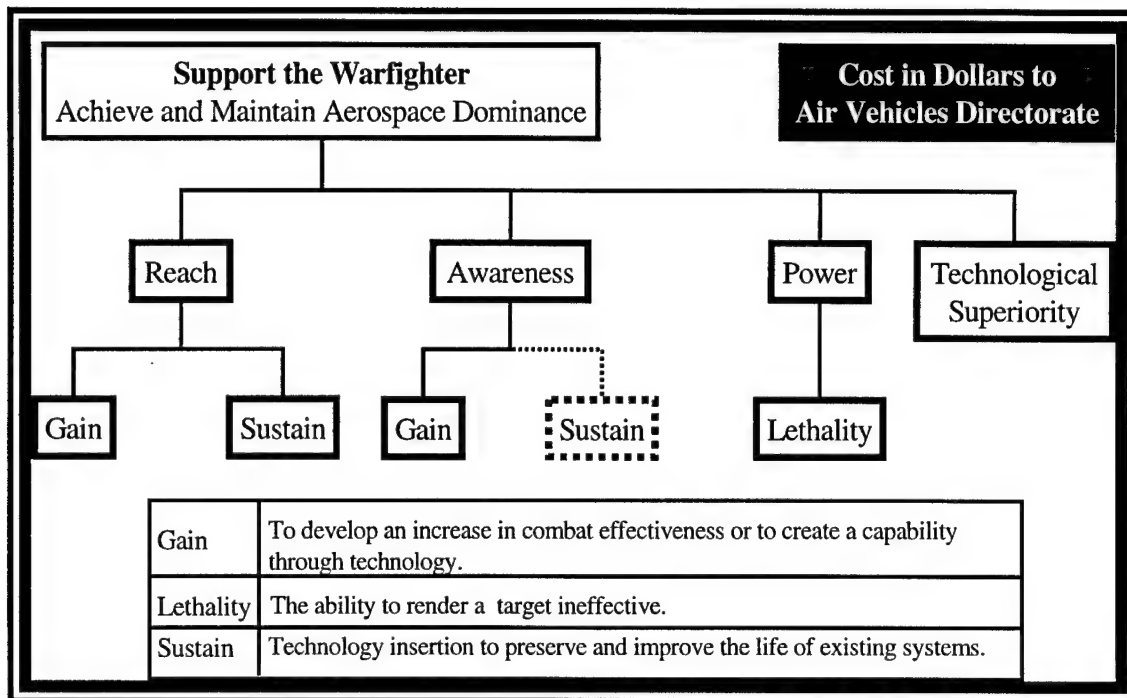 Support the Warfighter
Achieve and Maintain Aerospace Dominance
Cost in Dollars to
Air Vehicles Directorate
Reach
Awareness
Power
Technological
Superiority
Gain
Sustain
Gain
Sustain
Lethality
Gain
To develop an increase in combat effectiveness or to create a capability
through technology.
Lethality
The ability to render a target ineffective.
Sustain
Technology insertion to preserve and improve the life of existing systems.